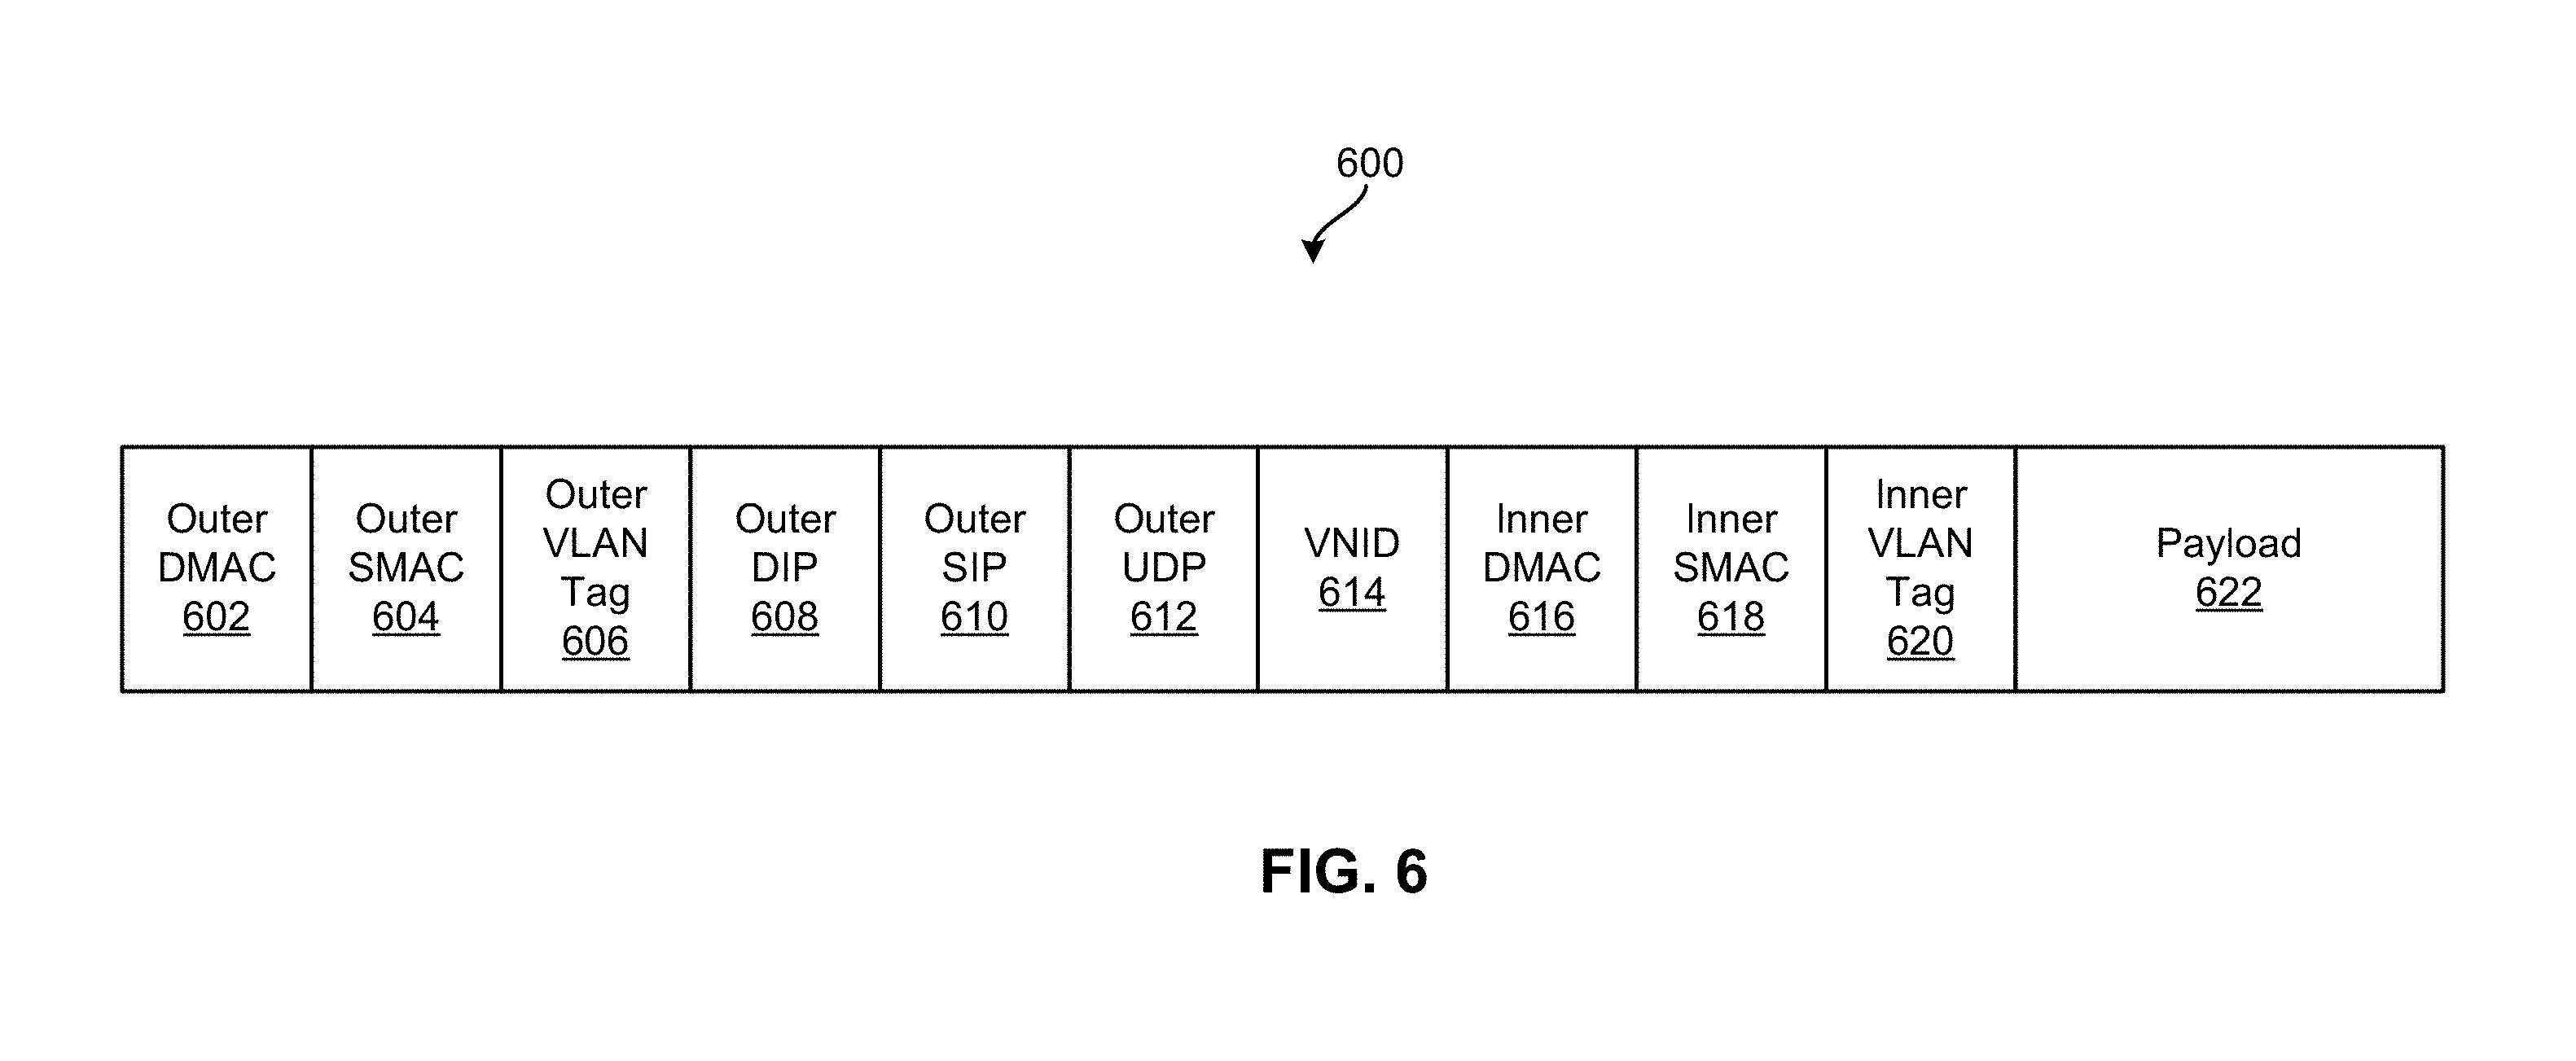 600
Outer
DMAC
602
Outer
SMAC
604
Outer
VLAN
Tag
606
Outer
DIP
608
Outer
SIP
610
Outer
UDP
612
VNID
614
Inner
DMAC
616
Inner
SMAC
618
Inner
VLAN
Tag
620
Payload
622
FIG. 6